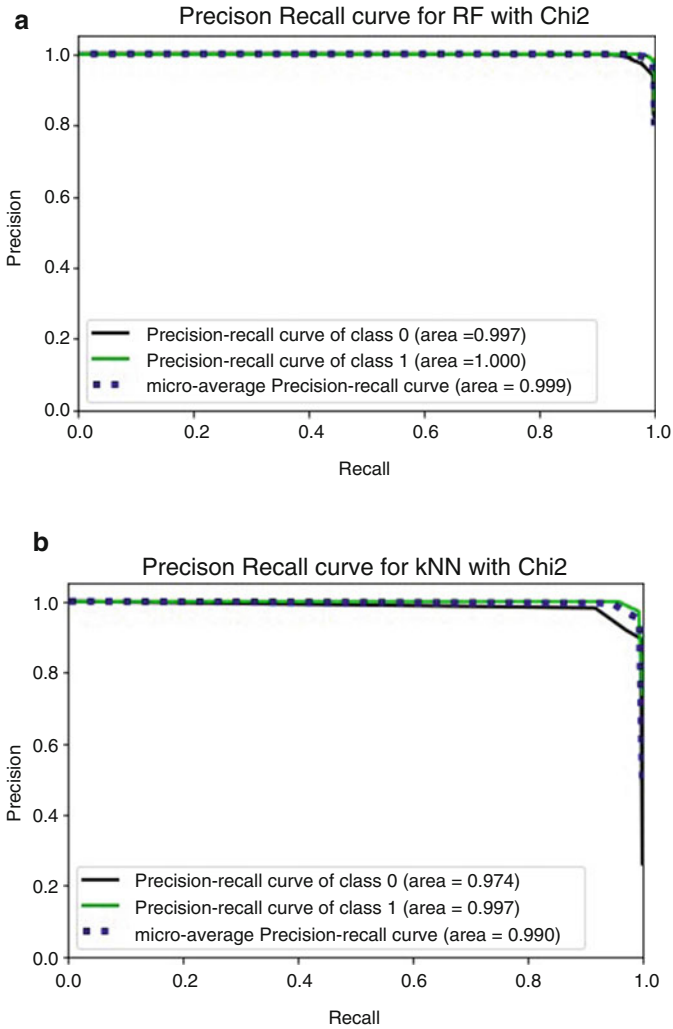 a
Precison Recall curve for RF with Chi2
1.0
0.8
0.6
0.4
0.2
0.0
Precision
Precision-recall curve of class 0 (area =0.997)
Precision-recall curve of class 1 (area =1.000)
micro-average Precision-recall curve (area = 0.999)
0.0 0.2 0.4 0.6 0.8 1.0
Recall
b
Precison Recall curve for kNN with Chi2
1.0
0.8
0.6
0.4
0.2
0.0
Precision
Precision-recall curve of class 0 (area = 0.974)
Precision-recall curve of class 1 (area = 0.997)
micro-average Precision-recall curve (area = 0.990)
0.0 0.2 0.4 0.6 0.8 1.0
Recall